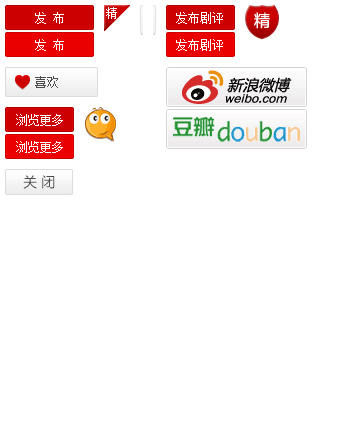 发 布
精
发布剧评
精
发 布
发布剧评
喜欢
新浪微博
weibo.com
浏览更多
豆瓣 douban
浏览更多
关 闭